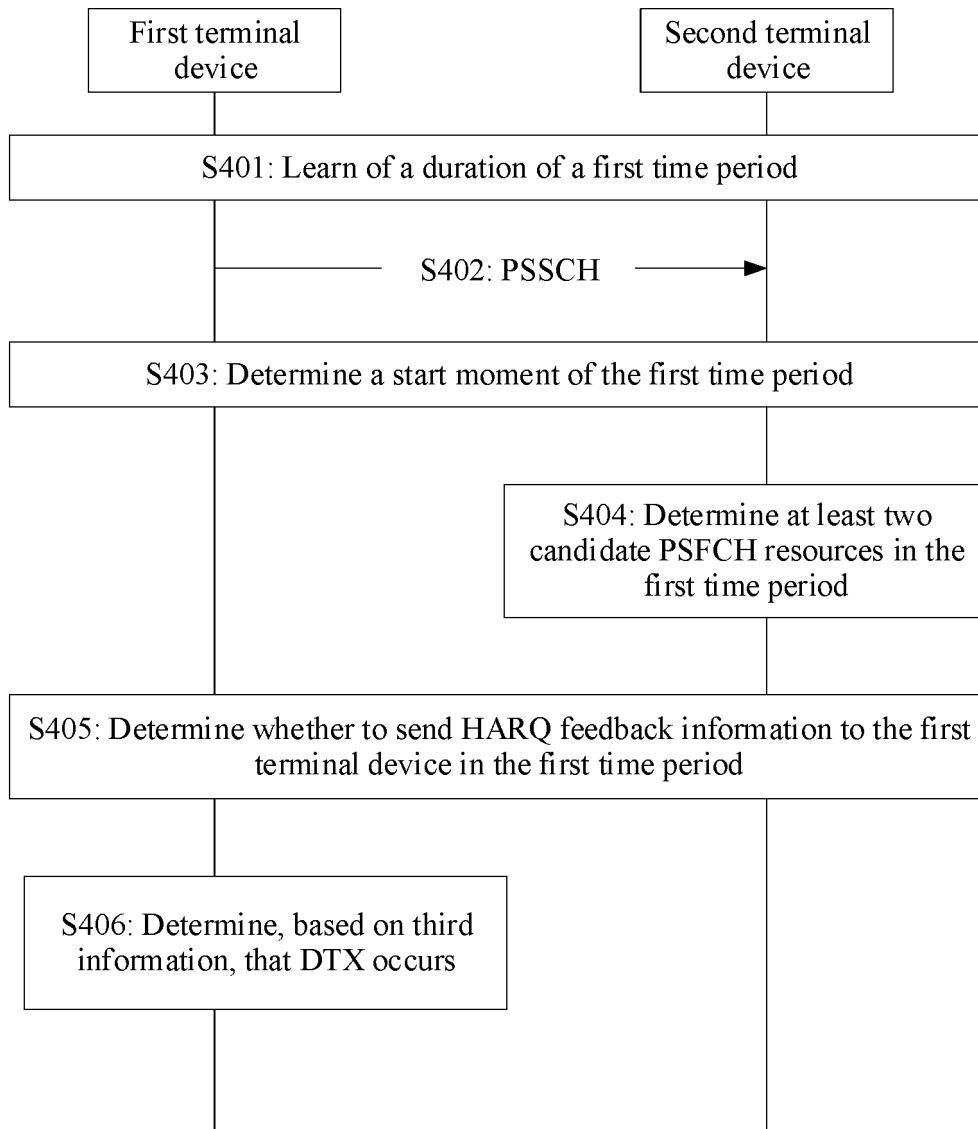 First terminal
device
Second terminal
device
S401: Learn of a duration of a first time period
S402: PSSCH
S403: Determine a start moment of the first time period
S404: Determine at least two
candidate PSFCH resources in the
first time period
S405: Determine whether to send HARQ feedback information to the first
terminal device in the first time period
S406: Determine, based on third
information, that DTX occurs